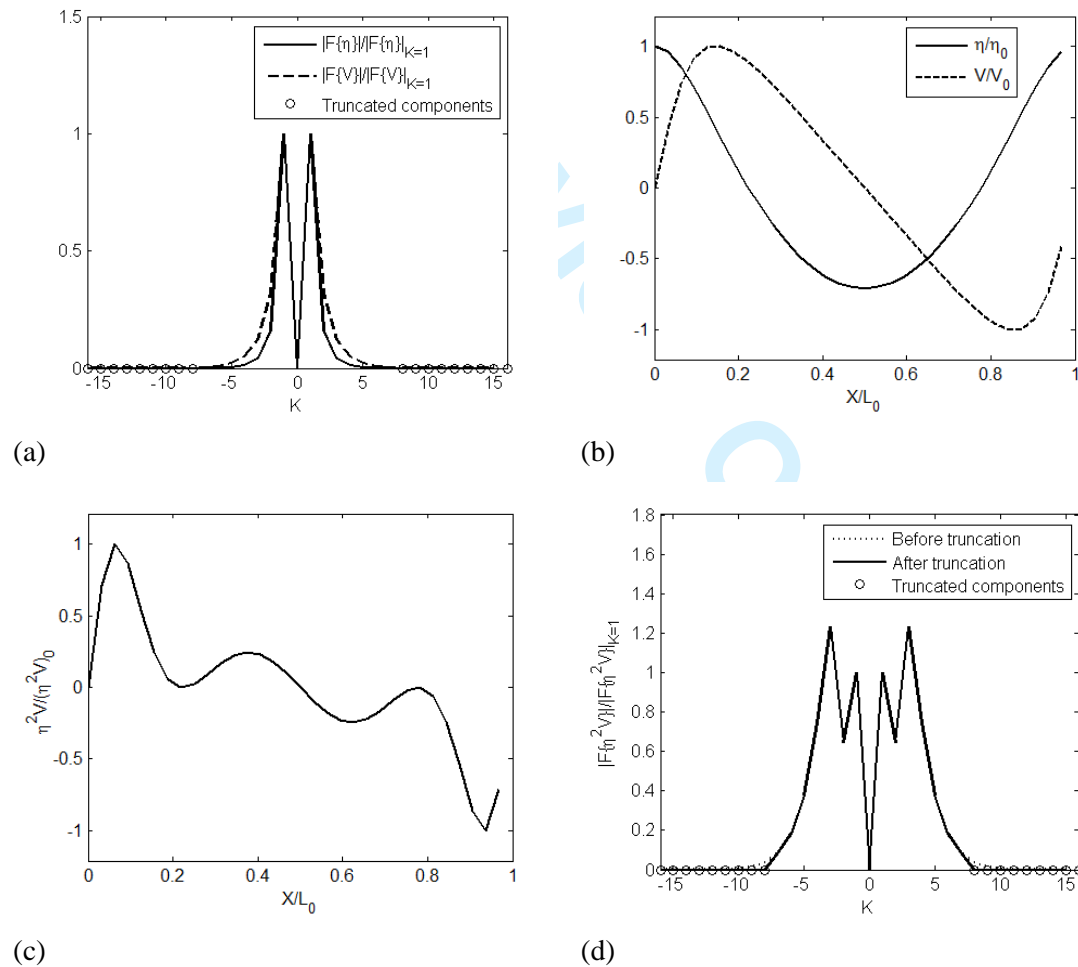 1.5
1
0.5
0
|F{η}|/|F{η}|K=1
|F{V}|/|F{V}|K=1
Truncated components
-15 -10 -5 0 5 10 15
K
(a)
1
0.5
0
-0.5
-1
η/η0
V/V0
0 0.2 0.4 0.6 0.8 1
X/L0
(b)
1
0.5
0
-0.5
-1
η2V/(η2V)0
0 0.2 0.4 0.6 0.8 1
X/L0
(c)
1.8
1.6
1.4
1.2
1
0.8
0.6
0.4
0.2
0
|F{η2V}|/|F{η2V}|K=1
Before truncation
After truncation
Truncated components
-15 -10 -5 0 5 10 15
K
(d)